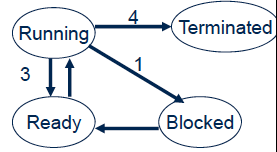 4
Terminated
Running
1
3
Ready
Blocked